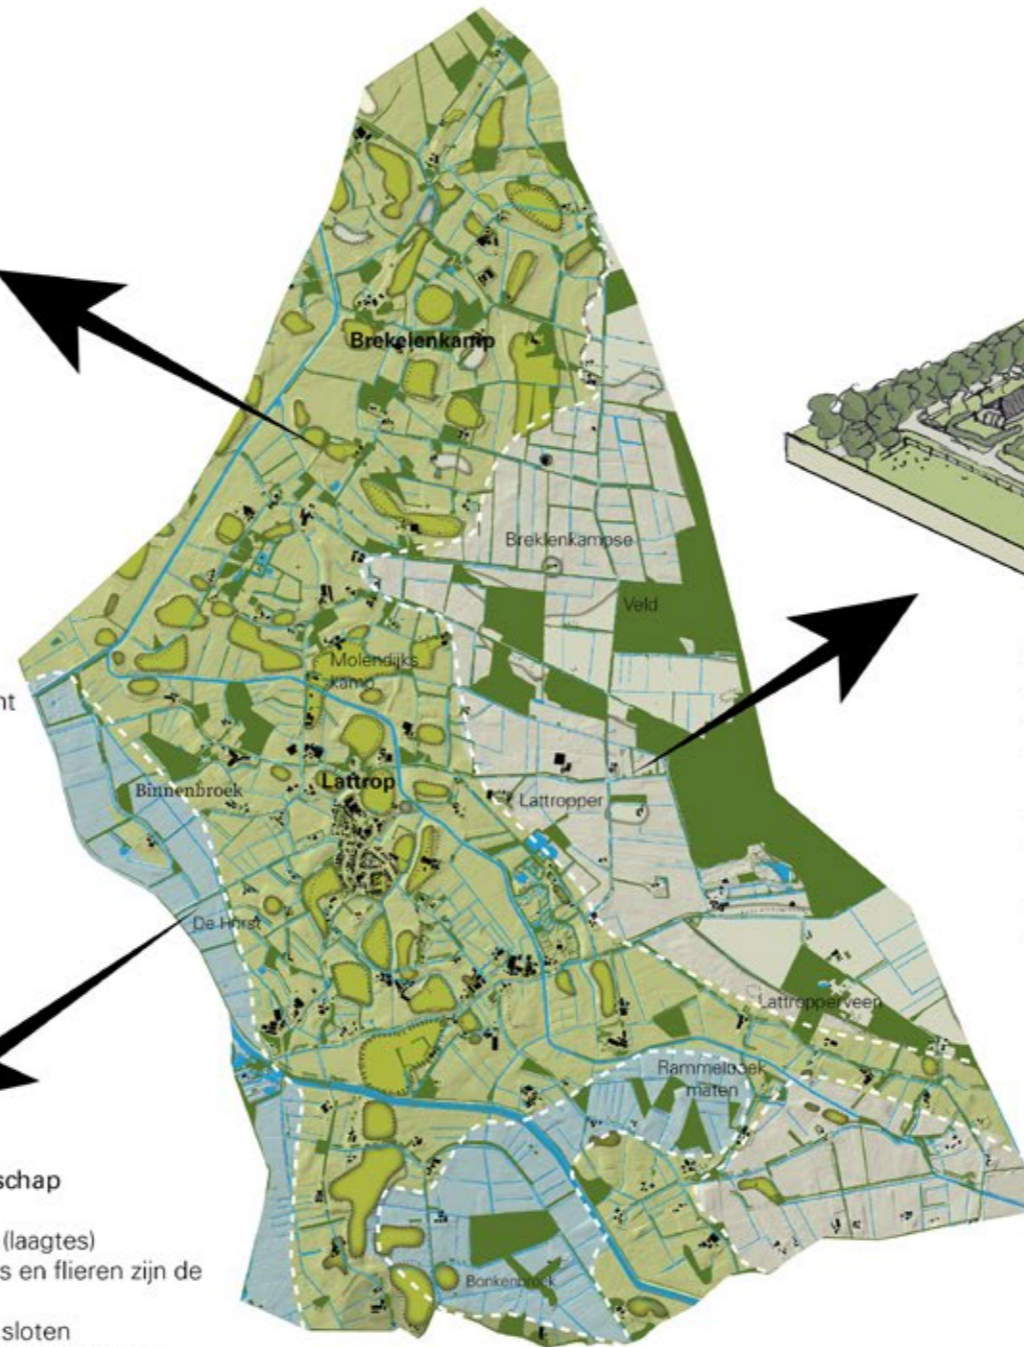 Brekelenkamp
Breklenkampse
Veld
Molendijks
kamp
nt
Lattrop
Binnenbroek
Lattropper
De Horst
Lattropperveen
Rammelboek
maten
schap
(laagtes)
s en flieren zijn de
Bonkenbroek
sloten